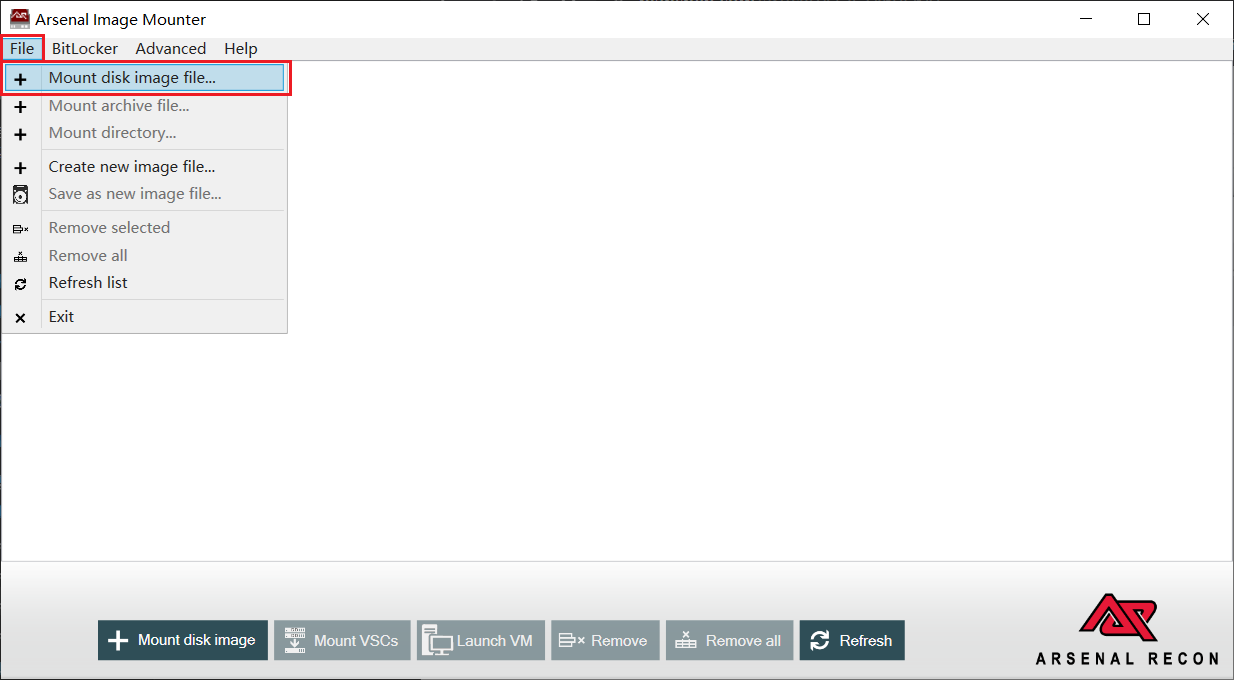 Arsenal Image Mounter
File BitLocker Advanced Help
Mount disk image file...
Mount archive file...
Mount directory...
Create new image file...
Save as new image file...
Remove selected
Remove all
Refresh list
Exit
Mount disk image Mount VSCs Launch VM Remove Remove all Refresh
ARSENAL RECON